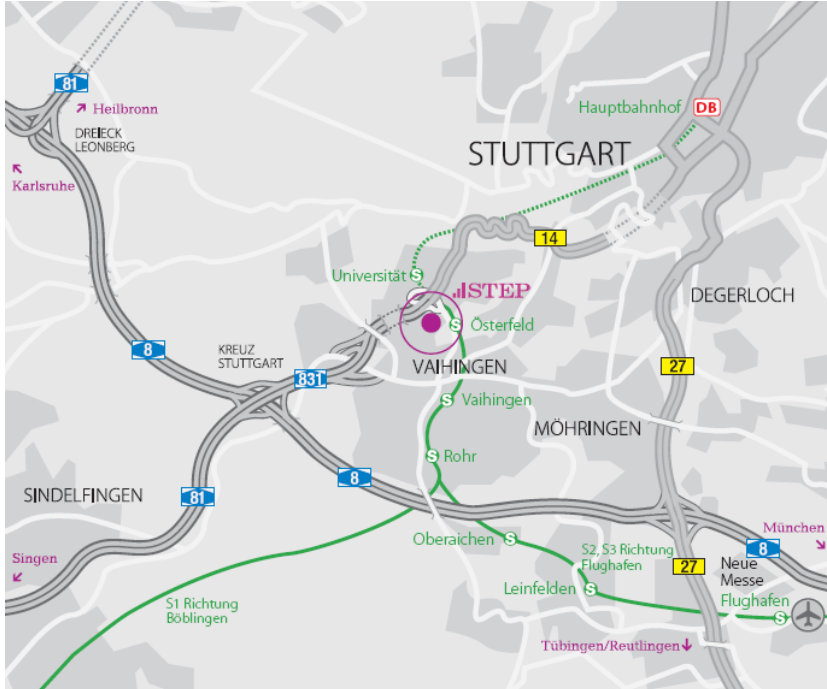 81
Heilbronn
DREIECK
LEONBERG
Karlsruhe
Hauptbahnhof
DB
STUTTGART
14
Universität
S
STEP
DEGERLOCH
S
Österfeld
8
KREUZ
STUTTGART
831
VAIHINGEN
27
S
Vaihingen
MÖHRINGEN
S
Rohr
8
81
SINDELFINGEN
Singen
Oberaichen
S
S2, S3 Richtung
Flughafen
München
8
27
Neue
Messe
Leinfelden
S
Flughafen
S
S1 Richtung
Böblingen
Tübingen/Reutlingen